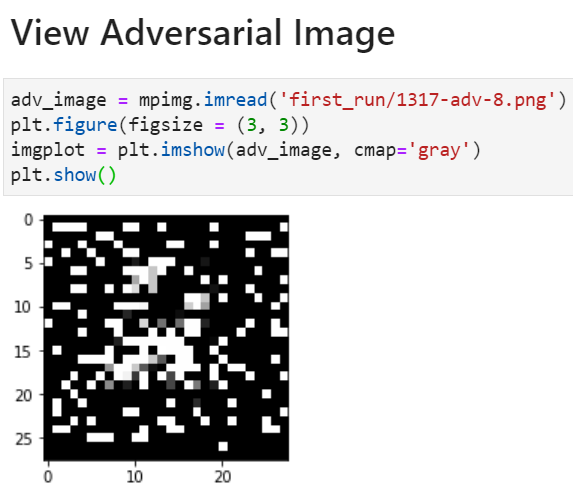 View Adversarial Image
adv_image = mpimg.imread('first_run/1317-adv-8.png')
plt.figure(figsize = (3, 3))
imgplot = plt.imshow(adv_image, cmap='gray')
plt.show()
0
5
10
15
20
25
0 10 20